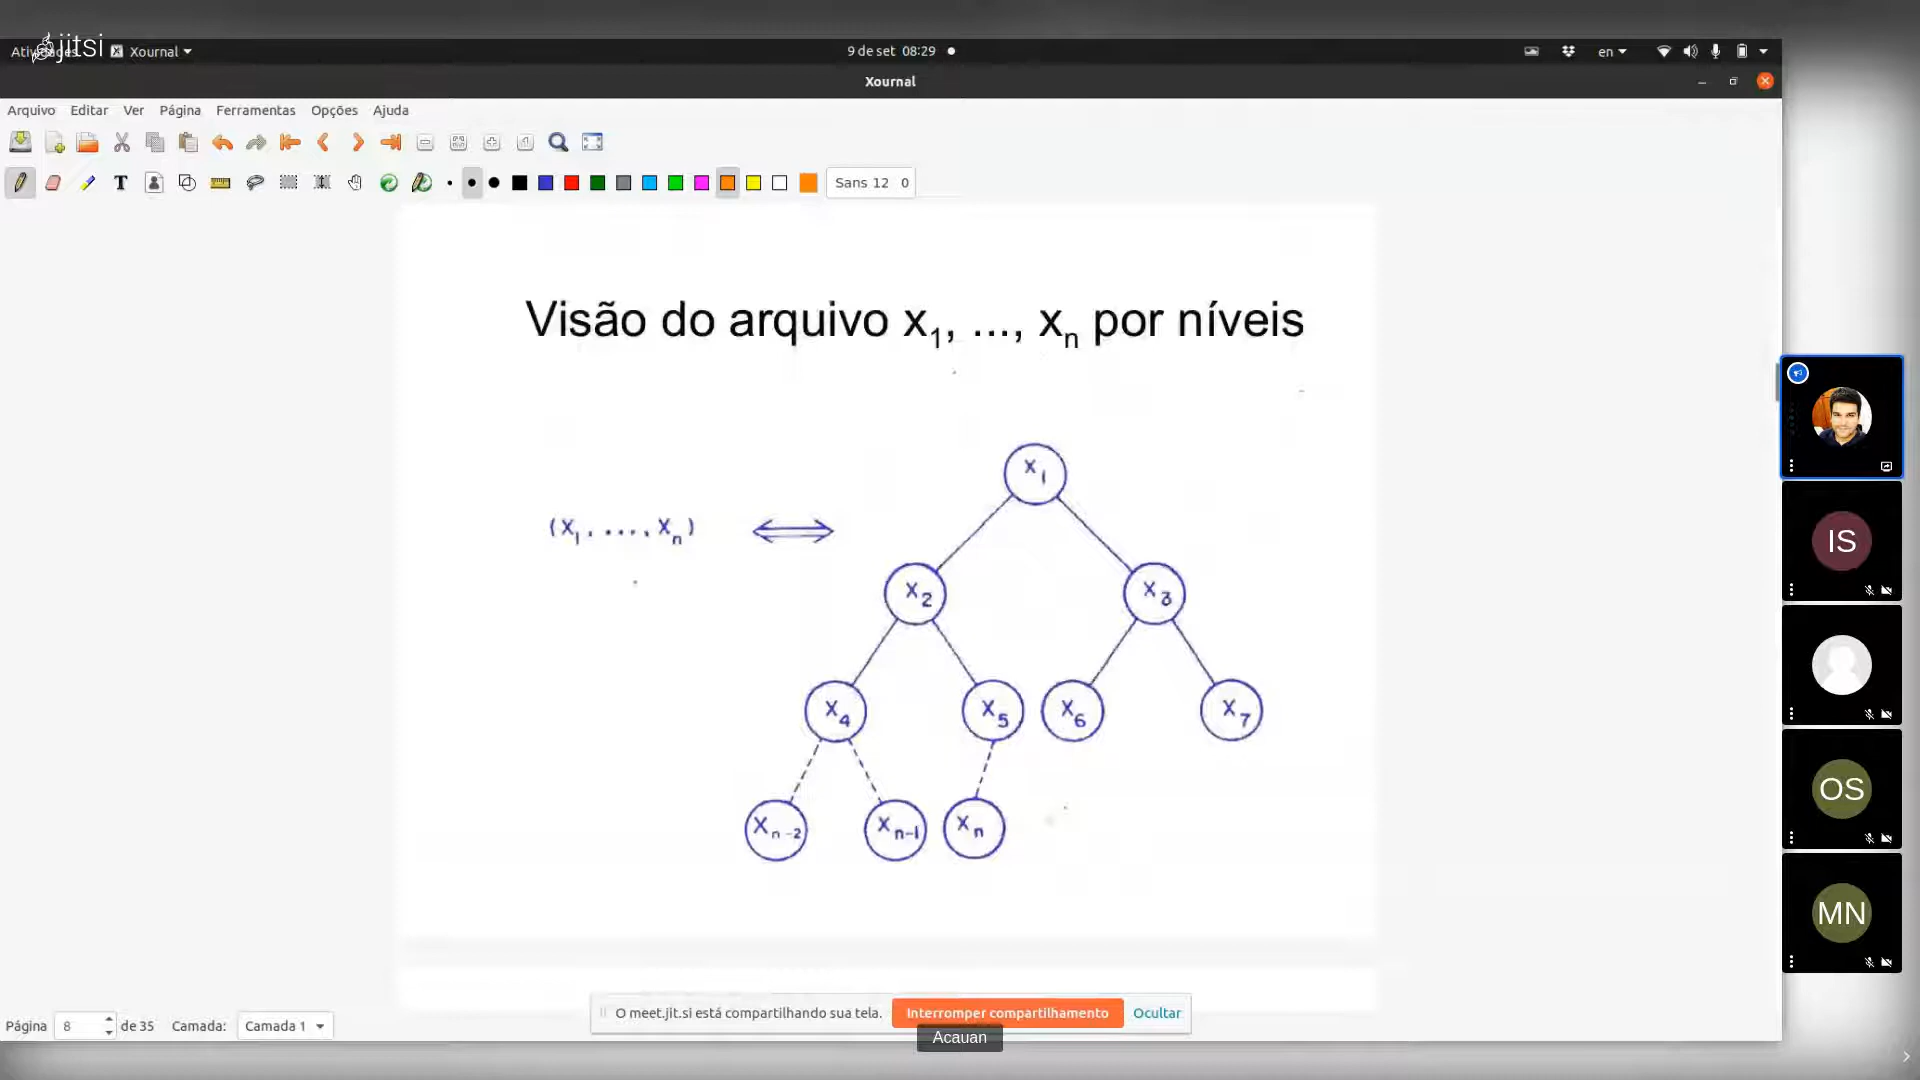 Atividades jitsi Xournal 9 de set 08:29 en
Xournal
Arquivo Editar Ver Página Ferramentas Opções Ajuda
T Sans 12 0
Visão do arquivo x1, ..., xn por níveis
x1
(x1, ..., xn)
x2 x3
x4 x5 x6 x7
xn-2 xn-1 xn
IS
OS
MN
O meet.jit.si está compartilhando sua tela. Interromper compartilhamento Ocultar
Página 8 de 35 Camada: Camada 1
Acauan